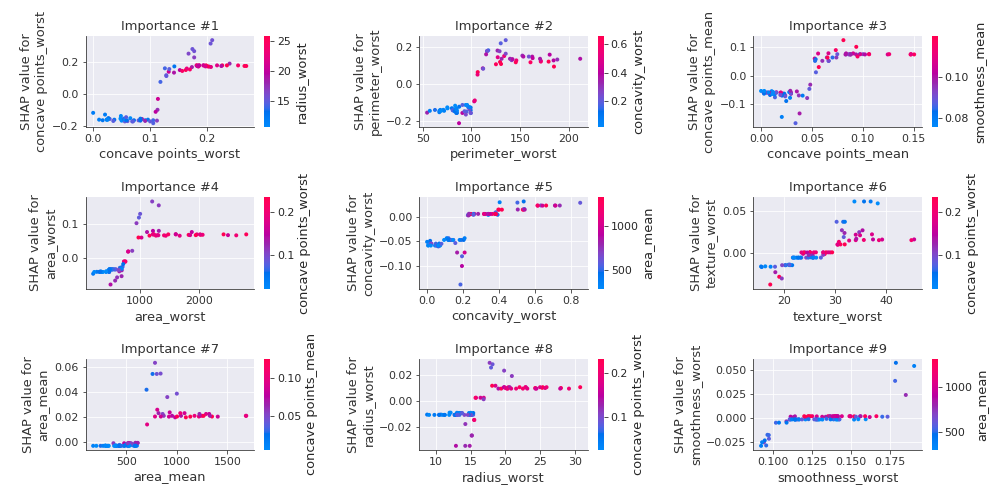 Importance #1
SHAP value for
concave points_worst
0.2
0.0
−0.2
0.0
0.1
0.2
concave points_worst
25
20
15
radius_worst
Importance #2
SHAP value for
perimeter_worst
0.2
0.0
−0.2
50
100
150
200
perimeter_worst
0.6
0.4
0.2
concavity_worst
Importance #3
SHAP value for
concave points_mean
0.1
0.0
−0.1
0.00
0.05
0.10
0.15
concave points_mean
0.10
0.08
smoothness_mean
Importance #4
SHAP value for
area_worst
0.1
0.0
1000
2000
area_worst
0.2
0.1
concave points_worst
Importance #5
SHAP value for
concavity_worst
0.00
−0.05
−0.10
0.0
0.2
0.4
0.6
0.8
concavity_worst
1000
500
area_mean
Importance #6
SHAP value for
texture_worst
0.05
0.00
20
30
40
texture_worst
0.2
0.1
concave points_worst
Importance #7
SHAP value for
area_mean
0.06
0.04
0.02
0.00
500
1000
1500
area_mean
0.10
0.05
concave points_mean
Importance #8
SHAP value for
radius_worst
0.02
0.00
−0.02
10
15
20
25
30
radius_worst
0.2
0.1
concave points_worst
Importance #9
SHAP value for
smoothness_worst
0.050
0.025
0.000
−0.025
0.100
0.125
0.150
0.175
smoothness_worst
1000
500
area_mean